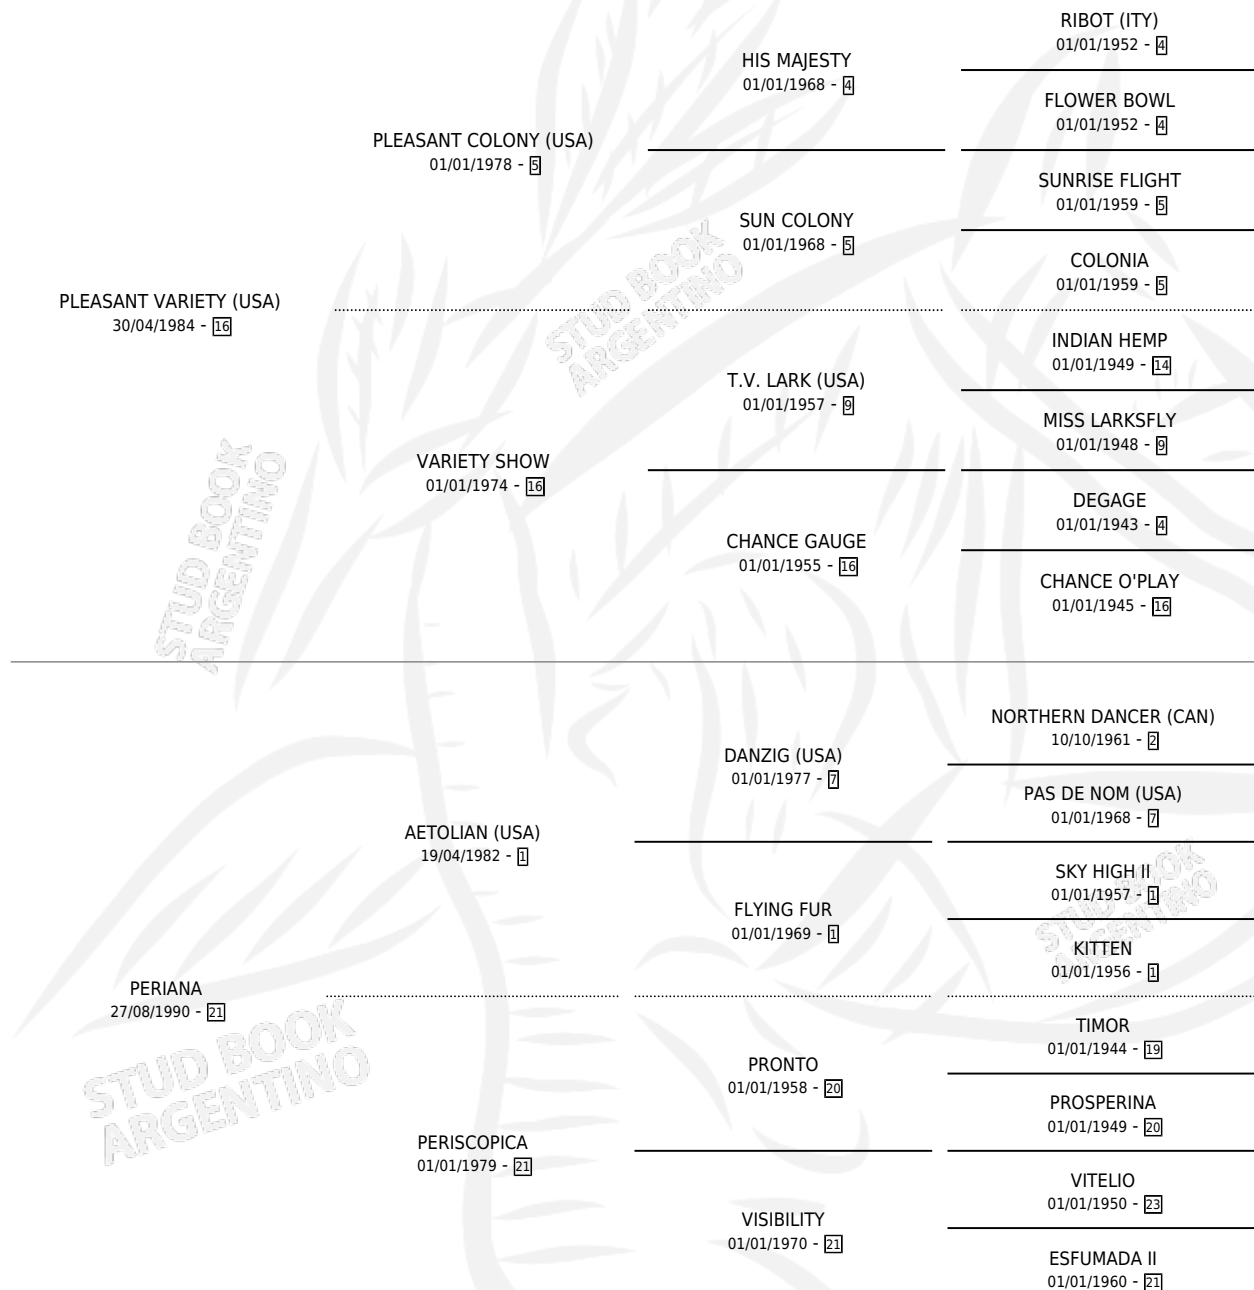 RIBOT (ITY)
01/01/1952 - 4
HIS MAJESTY
01/01/1968 - 4
FLOWER BOWL
01/01/1952 - 4
PLEASANT COLONY (USA)
01/01/1978 - 5
SUNRISE FLIGHT
01/01/1959 - 5
SUN COLONY
01/01/1968 - 5
COLONIA
01/01/1959 - 5
PLEASANT VARIETY (USA)
30/04/1984 - 16
INDIAN HEMP
01/01/1949 - 14
T.V. LARK (USA)
01/01/1957 - 9
MISS LARKSFLY
01/01/1948 - 9
VARIETY SHOW
01/01/1974 - 16
DEGAGE
01/01/1943 - 4
CHANCE GAUGE
01/01/1955 - 16
CHANCE O'PLAY
01/01/1945 - 16
NORTHERN DANCER (CAN)
10/10/1961 - 2
DANZIG (USA)
01/01/1977 - 7
PAS DE NOM (USA)
01/01/1968 - 7
AETOLIAN (USA)
19/04/1982 - 1
SKY HIGH II
01/01/1957 - 1
FLYING FUR
01/01/1969 - 1
KITTEN
01/01/1956 - 1
PERIANA
27/08/1990 - 21
TIMOR
01/01/1944 - 19
PRONTO
01/01/1958 - 20
PROSPERINA
01/01/1949 - 20
PERISCOPICA
01/01/1979 - 21
VITELIO
01/01/1950 - 23
VISIBILITY
01/01/1970 - 21
ESFUMADA II
01/01/1960 - 21
STUD BOOK
ARGENTINO
STUD BOOK
ARGENTINO
STUD BOOK
ARGENTINO
STUD BOOK
ARGENTINO